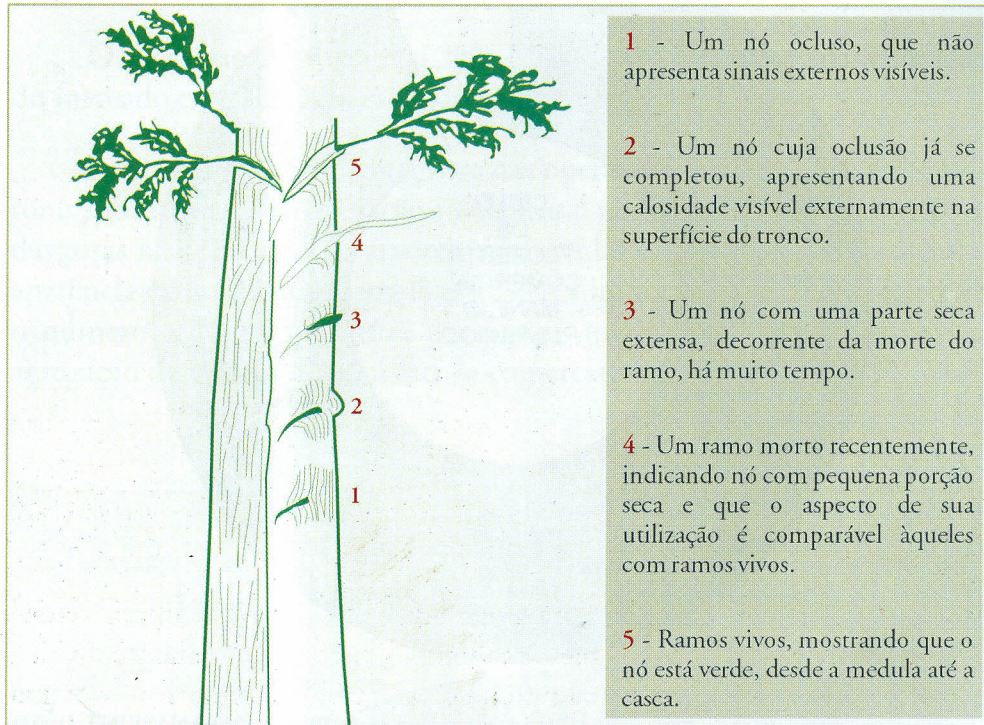 1 - Um nó ocluso, que não
apresenta sinais externos visíveis.
2 - Um nó cuja oclusão já se
completou, apresentando uma
calosidade visível externamente na
superfície do tronco.
3 - Um nó com uma parte seca
extensa, decorrente da morte do
ramo, há muito tempo.
4 - Um ramo morto recentemente,
indicando nó com pequena porção
seca e que o aspecto de sua
utilização é comparável àqueles
com ramos vivos.
5 - Ramos vivos, mostrando que o
nó está verde, desde a medula até a
casca.
5
4
3
2
1